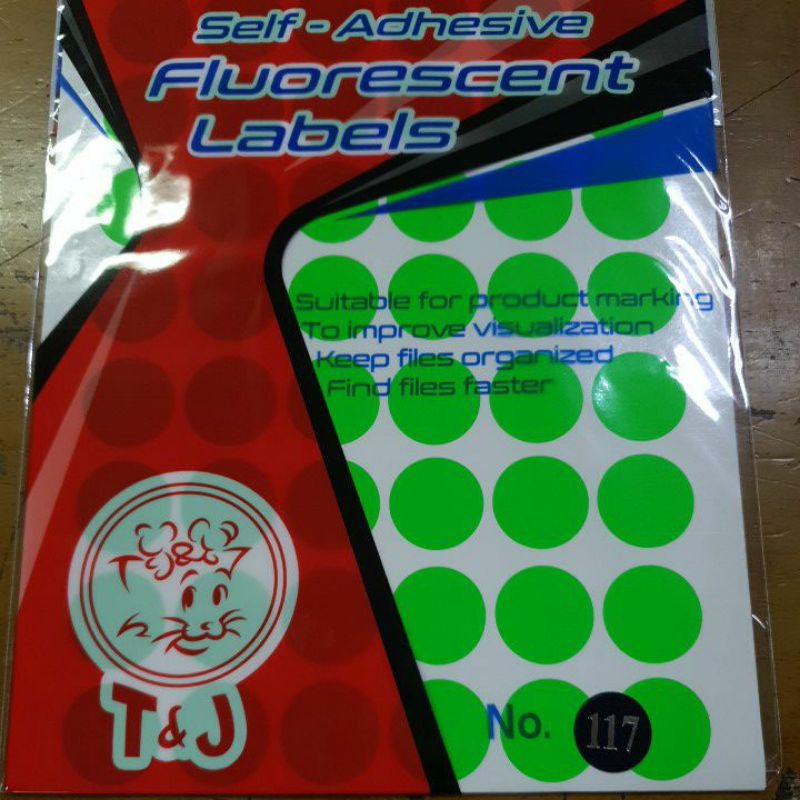 Self - Adhesive
Fluorescent
Labels
Suitable for product marking
To improve visualization
Keep files organized
Find files faster
T&J
T&J
No. 117